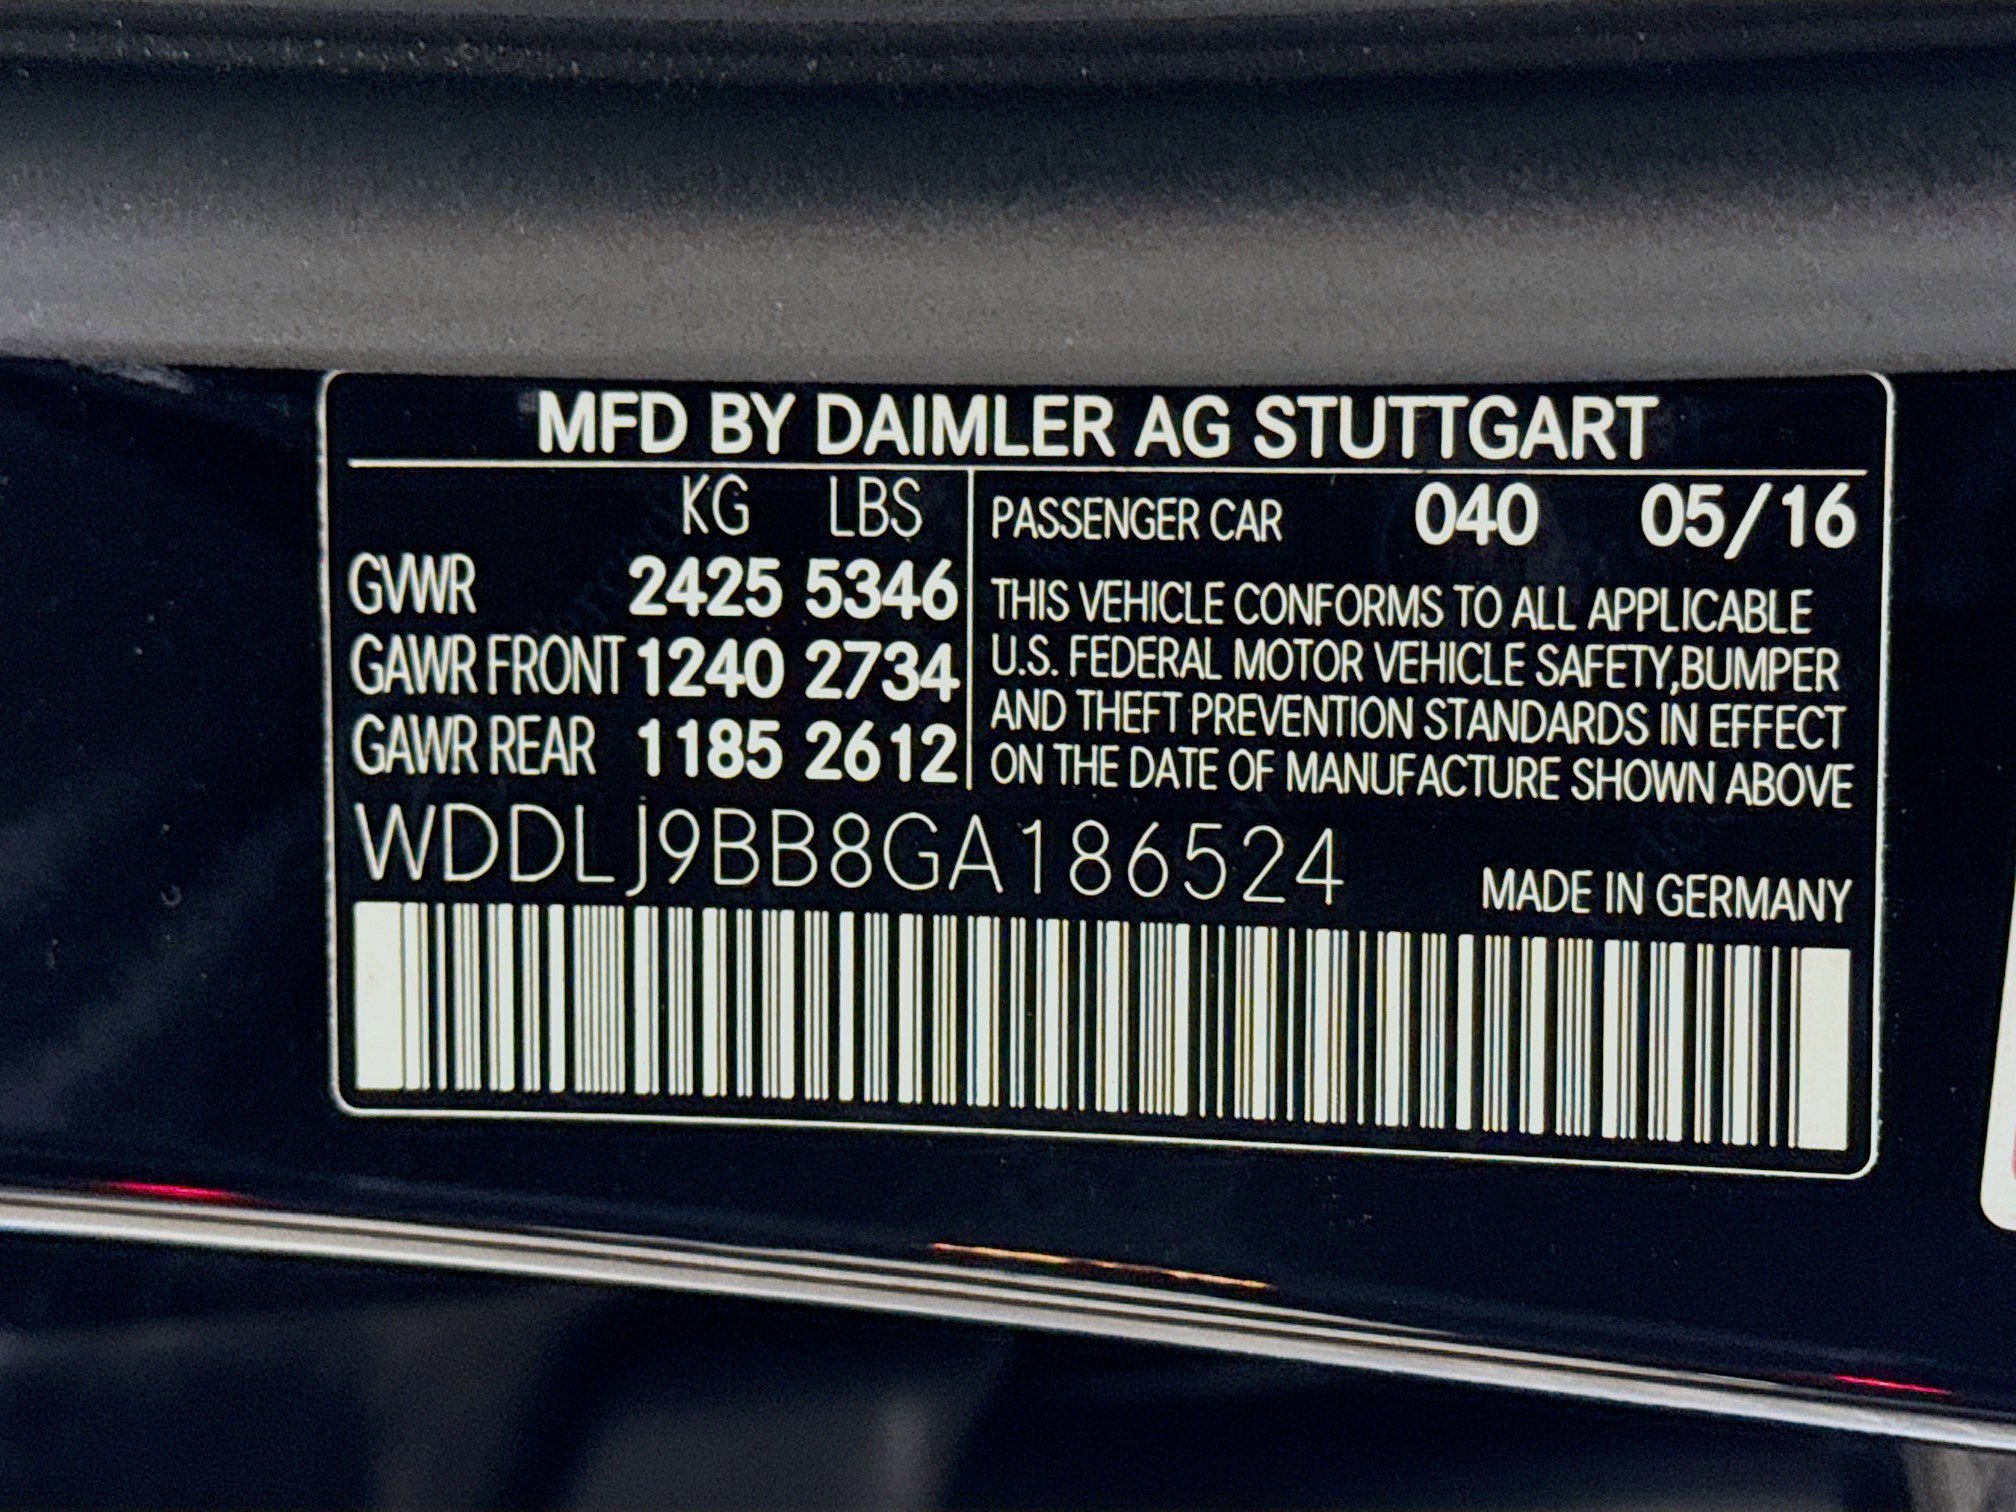 MFD BY DAIMLER AG STUTTGART
KG LBS
GVWR 2425 5346
GAWR FRONT 1240 2734
GAWR REAR 1185 2612
PASSENGER CAR 040 05/16
THIS VEHICLE CONFORMS TO ALL APPLICABLE
U.S. FEDERAL MOTOR VEHICLE SAFETY,BUMPER
AND THEFT PREVENTION STANDARDS IN EFFECT
ON THE DATE OF MANUFACTURE SHOWN ABOVE
WDDLJ9BB8GA186524
MADE IN GERMANY